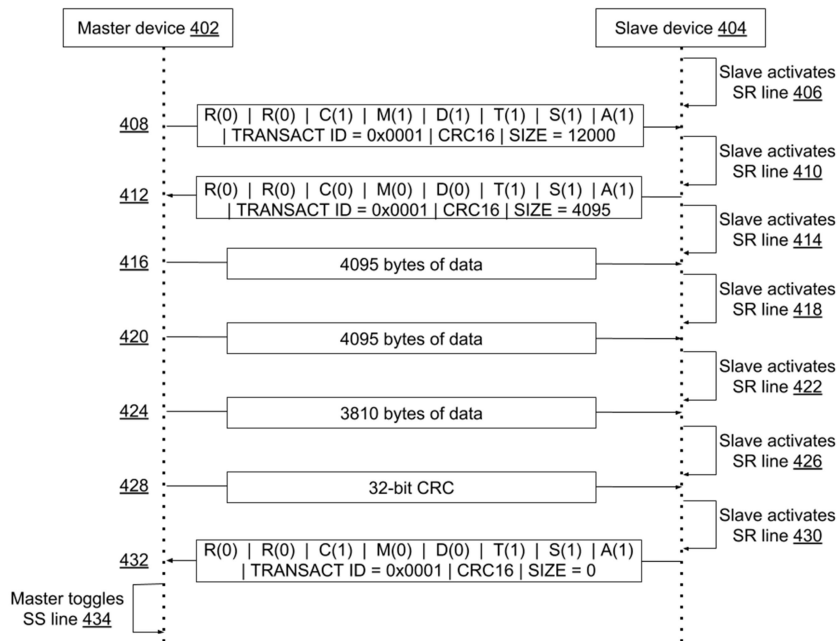 Master device 402
Slave device 404
Slave activates
SR line 406
408
R(0) | R(0) | C(1) | M(1) | D(1) | T(1) | S(1) | A(1)
| TRANSACT ID = 0x0001 | CRC16 | SIZE = 12000
Slave activates
SR line 410
412
R(0) | R(0) | C(0) | M(0) | D(0) | T(1) | S(1) | A(1)
| TRANSACT ID = 0x0001 | CRC16 | SIZE = 4095
Slave activates
SR line 414
416
4095 bytes of data
Slave activates
SR line 418
420
4095 bytes of data
Slave activates
SR line 422
424
3810 bytes of data
Slave activates
SR line 426
428
32-bit CRC
Slave activates
SR line 430
432
R(0) | R(0) | C(1) | M(0) | D(0) | T(1) | S(1) | A(1)
| TRANSACT ID = 0x0001 | CRC16 | SIZE = 0
Master toggles
SS line 434